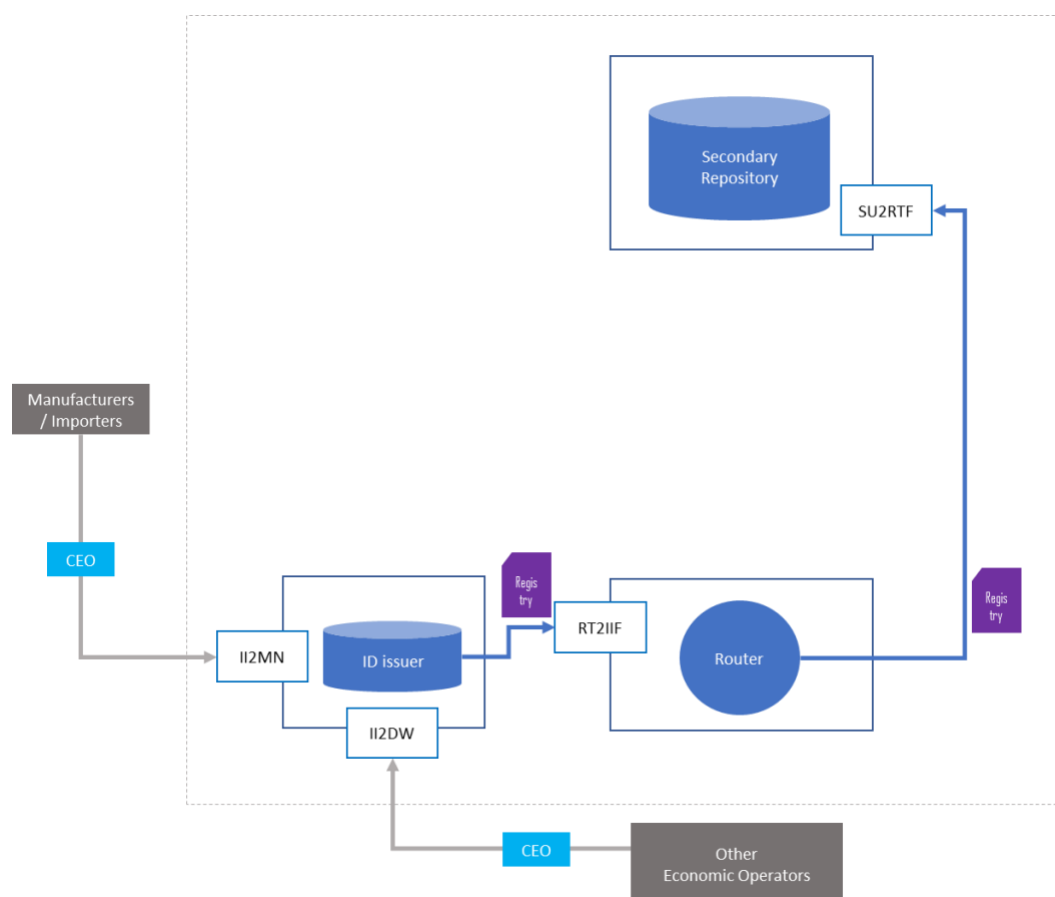 Secondary
Repository
SU2RTF
Manufacturers
/ Importers
CEO
Regis
try
Regis
try
RT2IIF
II2MN
ID issuer
Router
II2DW
CEO
Other
Economic Operators